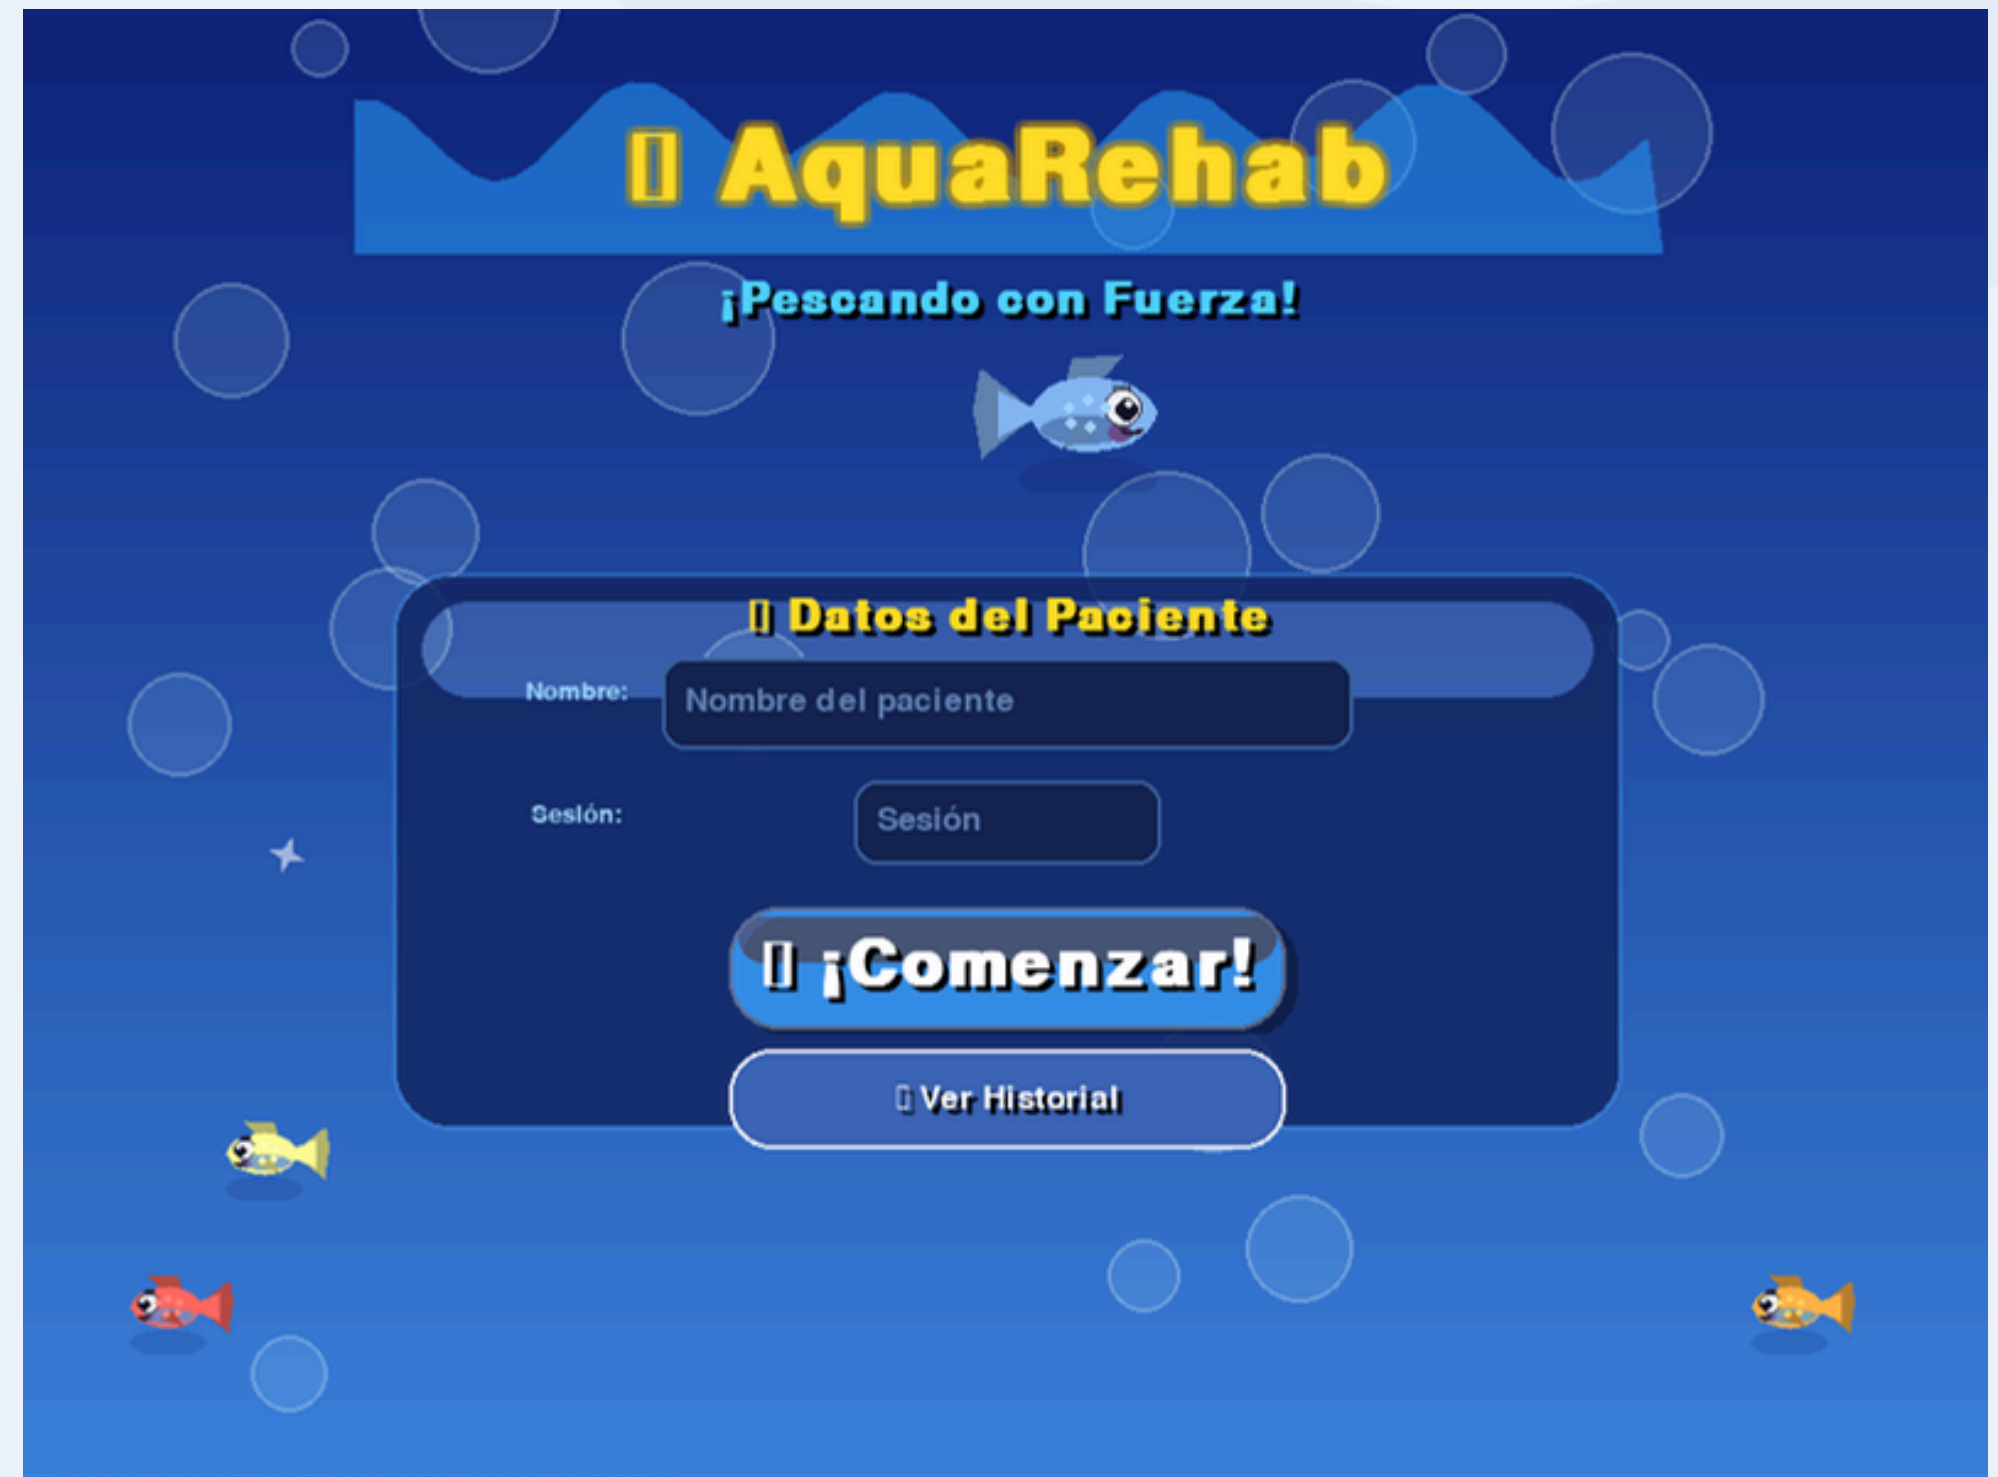 AquaRehab
¡Pescando con Fuerza!
Datos del Paciente
Nombre: Nombre del paciente
Sesión: Sesión
¡Comenzar!
Ver Historial